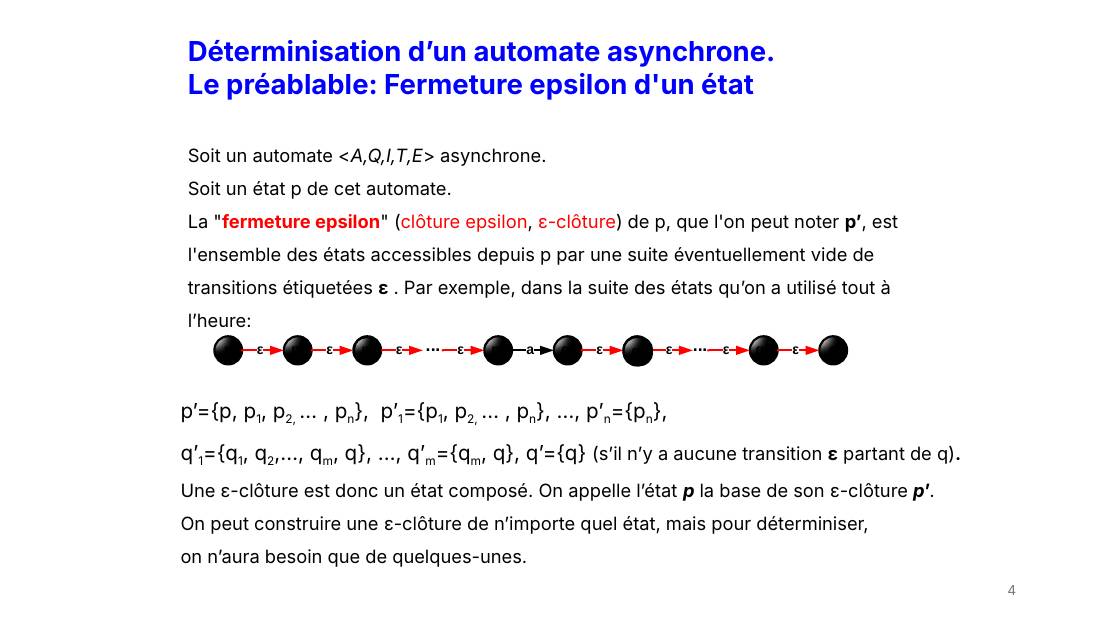 Déterminisation d’un automate asynchrone.
Le préablable: Fermeture epsilon d'un état
Soit un automate <A,Q,I,T,E> asynchrone.
Soit un état p de cet automate.
La "fermeture epsilon" (clôture epsilon, ε-clôture) de p, que l'on peut noter p’, est
l'ensemble des états accessibles depuis p par une suite éventuellement vide de
transitions étiquetées ε . Par exemple, dans la suite des états qu’on a utilisé tout à
l’heure:
ε ε ε ... ε a ε ε ... ε ε
p’={p, p1, p2, ... , pn}, p’1={p1, p2, ... , pn}, ..., p’n={pn},
q’1={q1, q2,..., qm, q}, ..., q’m={qm, q}, q’={q} (s’il n’y a aucune transition ε partant de q).
Une ε-clôture est donc un état composé. On appelle l’état p la base de son ε-clôture p’.
On peut construire une ε-clôture de n’importe quel état, mais pour déterminiser,
on n’aura besoin que de quelques-unes.
4